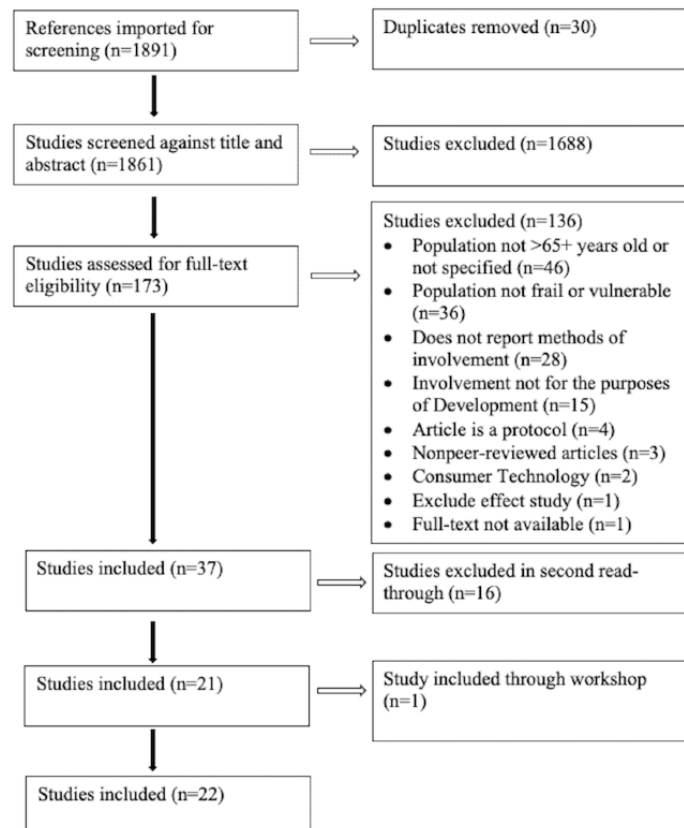 References imported for
screening (n=1891)
Duplicates removed (n=30)
Studies screened against title and
abstract (n=1861)
Studies excluded (n=1688)
Studies assessed for full-text
eligibility (n=173)
Studies excluded (n=136)
• Population not >65+ years old or
not specified (n=46)
• Population not frail or vulnerable
(n=36)
• Does not report methods of
involvement (n=28)
• Involvement not for the purposes
of Development (n=15)
• Article is a protocol (n=4)
• Nonpeer-reviewed articles (n=3)
• Consumer Technology (n=2)
• Exclude effect study (n=1)
• Full-text not available (n=1)
Studies included (n=37)
Studies excluded in second read-
through (n=16)
Studies included (n=21)
Study included through workshop
(n=1)
Studies included (n=22)